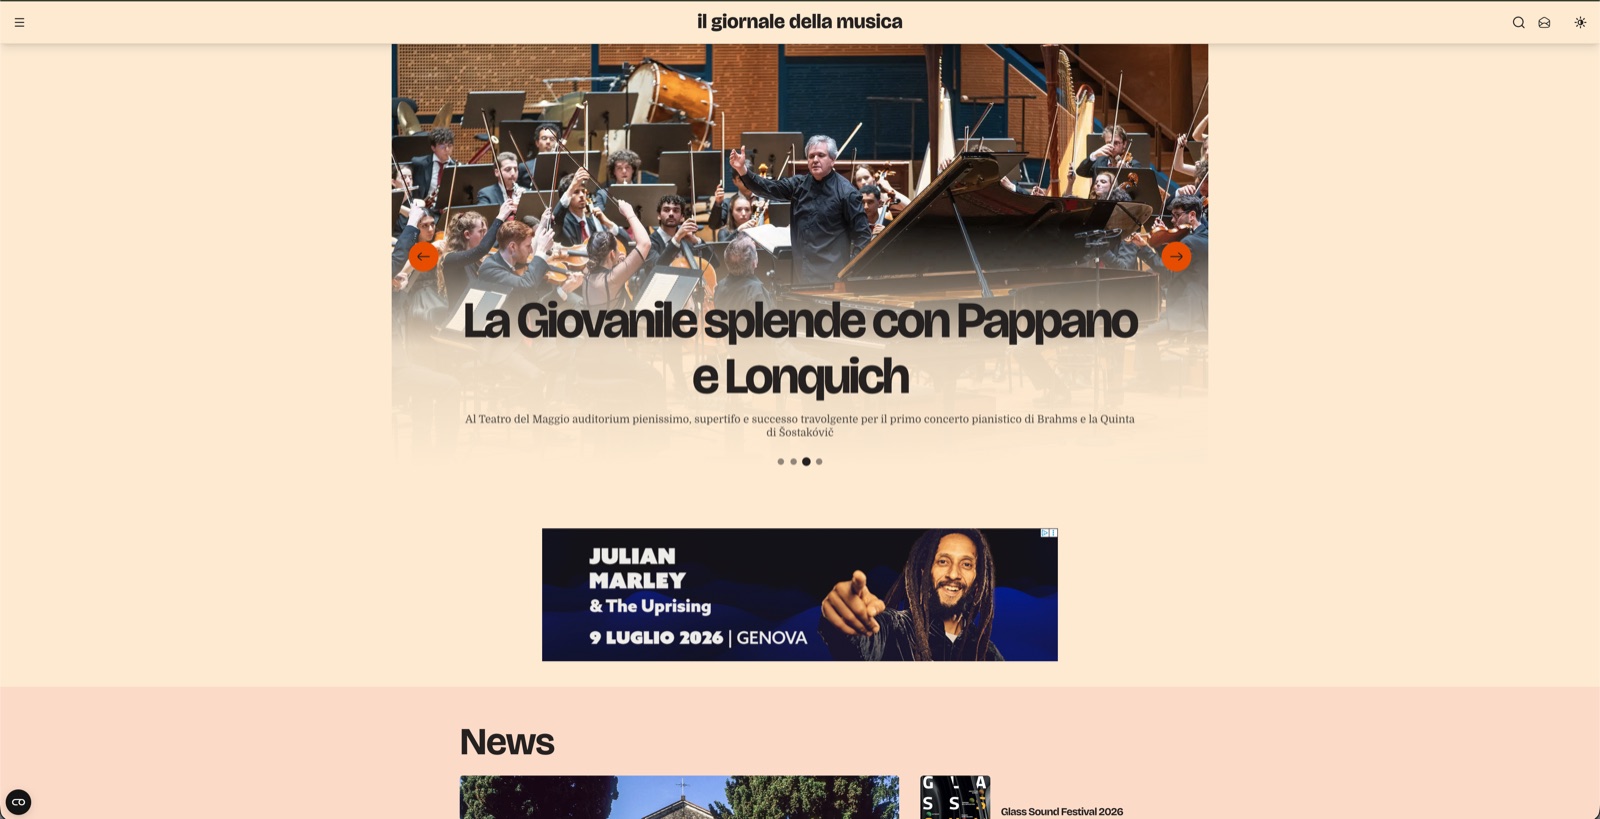 il giornale della musica
La Giovanile splende con Pappano
e Lonquich
Al Teatro del Maggio auditorium pienissimo, supertifo e successo travolgente per il primo concerto pianistico di Brahms e la Quinta
di Šostakóvič
JULIAN
MARLEY
& The Uprising
9 LUGLIO 2026 | GENOVA
News
G L A
S S
Glass Sound Festival 2026